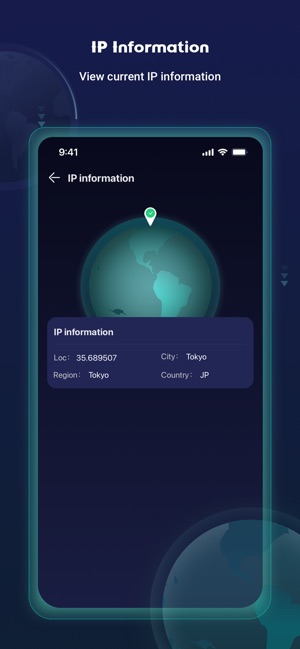 IP Information
View current IP information
9:41
IP information
IP information
Loc: 35.689507 City: Tokyo
Region: Tokyo Country: JP